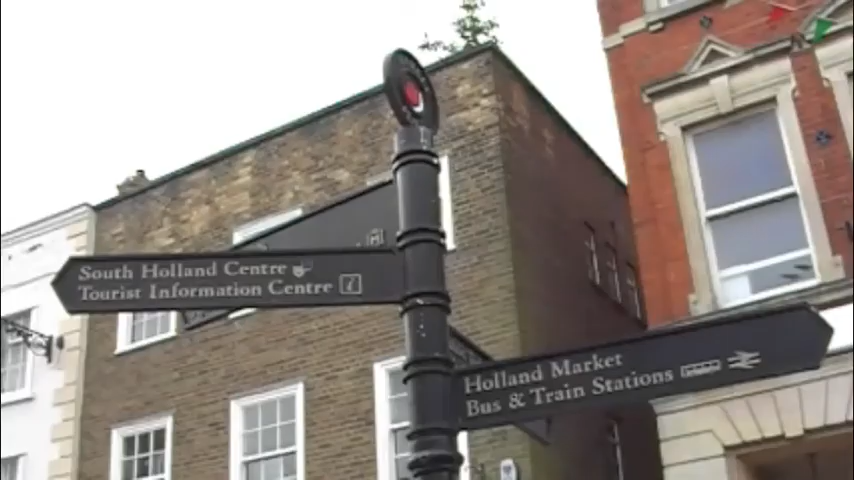 South Holland Centre
Tourist Information Centre i
Holland Market
Bus & Train Stations